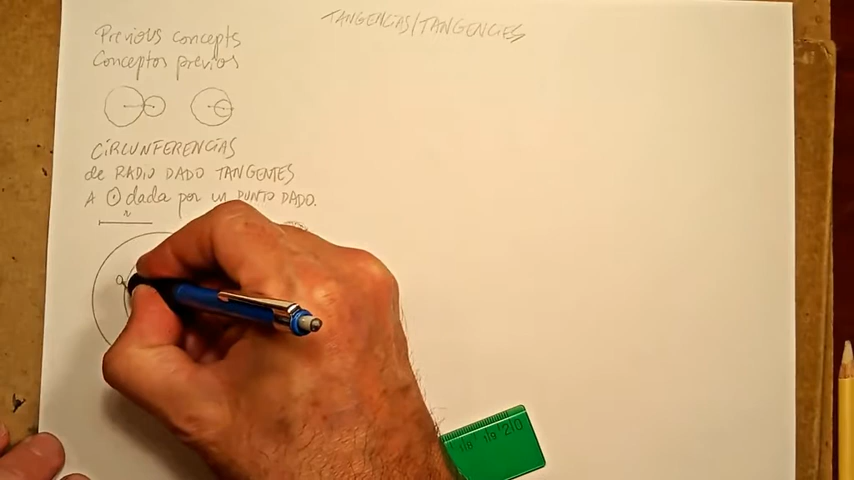 TANGENCIAS/TANGENCIES
Previous concepts
Conceptos previos
CIRCUNFERENCIAS
de RADIO DADO TANGENTES
A ⊙ dada por un PUNTO DADO.
r
O
18 19 20